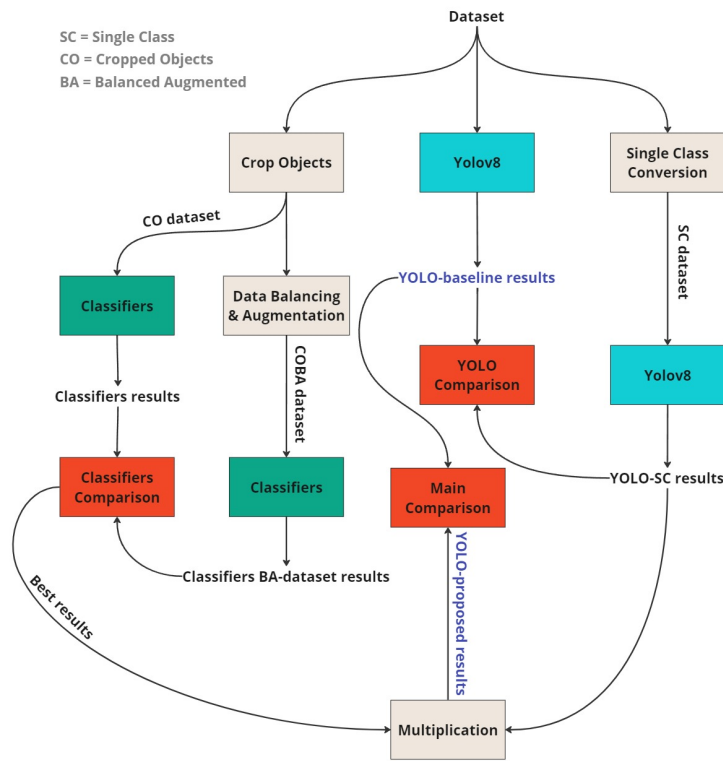 Dataset
SC = Single Class
CO = Cropped Objects
BA = Balanced Augmented
Crop Objects
Yolov8
Single Class
Conversion
CO dataset
SC dataset
YOLO-baseline results
Classifiers
Data Balancing
& Augmentation
COBA dataset
YOLO
Comparison
Yolov8
Classifiers results
Classifiers
Comparison
Classifiers
Main
Comparison
YOLO-SC results
Classifiers BA-dataset results
Best results
YOLO-proposed results
Multiplication